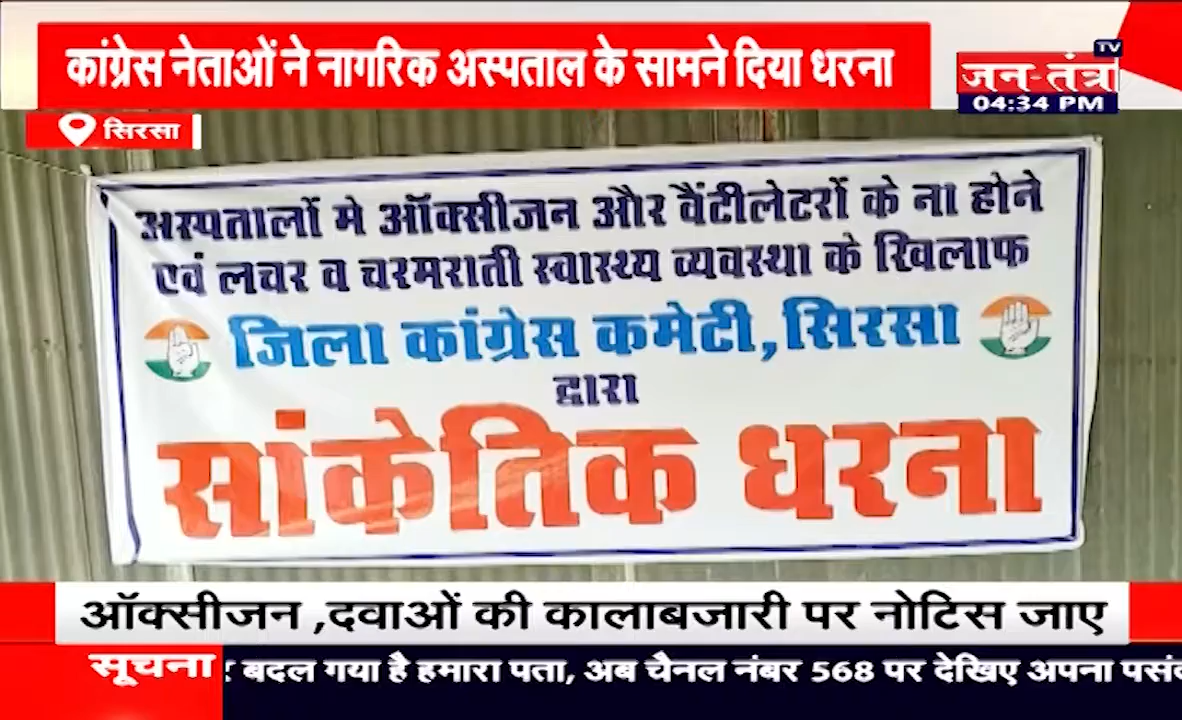 कांग्रेस नेताओं ने नागरिक अस्पताल के सामने दिया धरना
TV
जन-तंत्र
04:34 PM
सिरसा
अस्पतालों मे ऑक्सीजन और वैंटीलेटरों के ना होने
एवं लचर व चरमराती स्वास्थ्य व्यवस्था के खिलाफ
जिला कांग्रेस कमेटी, सिरसा
द्वारा
सांकेतिक धरना
ऑक्सीजन ,दवाओं की कालाबजारी पर नोटिस जाए
सूचना
बदल गया है हमारा पता, अब चैनल नंबर 568 पर देखिए अपना